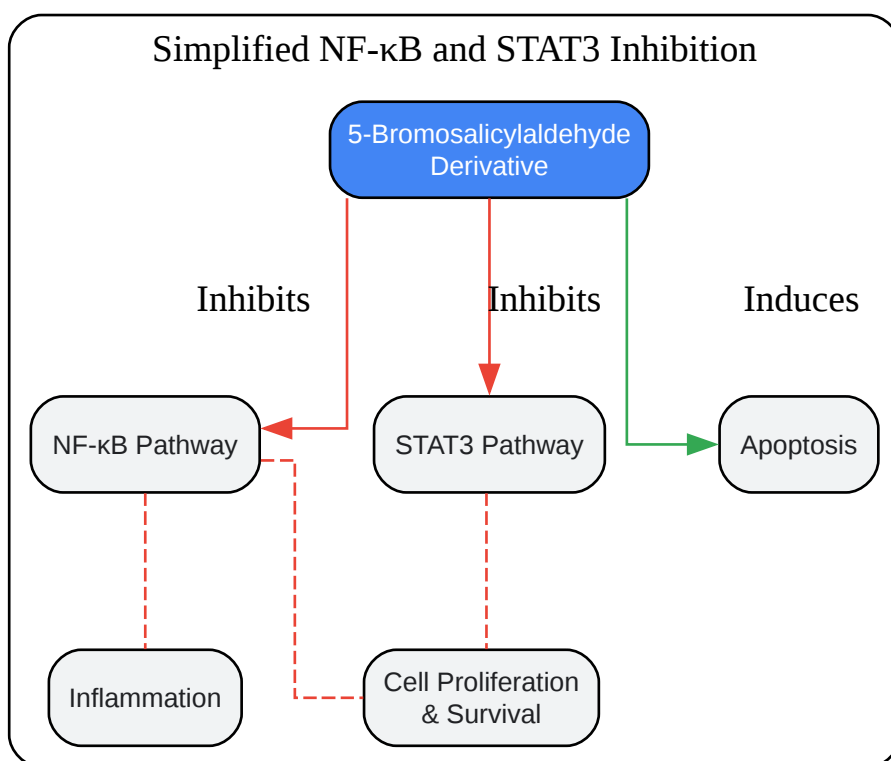 Simplified NF-κB and STAT3 Inhibition
5-Bromosalicylaldehyde
Derivative
Inhibits
Inhibits
Induces
NF-κB Pathway
STAT3 Pathway
Apoptosis
Inflammation
Cell Proliferation
& Survival